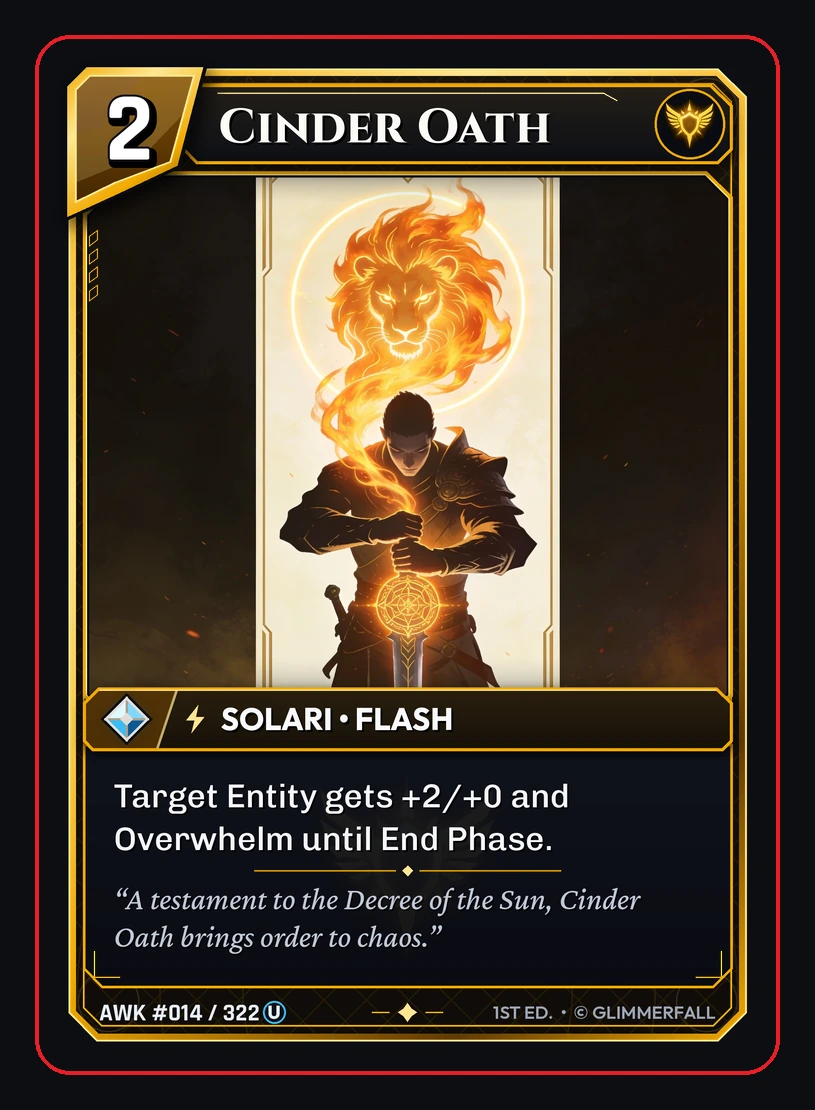 2
CINDER OATH
SOLARI • FLASH
Target Entity gets +2/+0 and
Overwhelm until End Phase.
“A testament to the Decree of the Sun, Cinder
Oath brings order to chaos.”
AWK #014 / 322 U
1ST ED. • © GLIMMERFALL